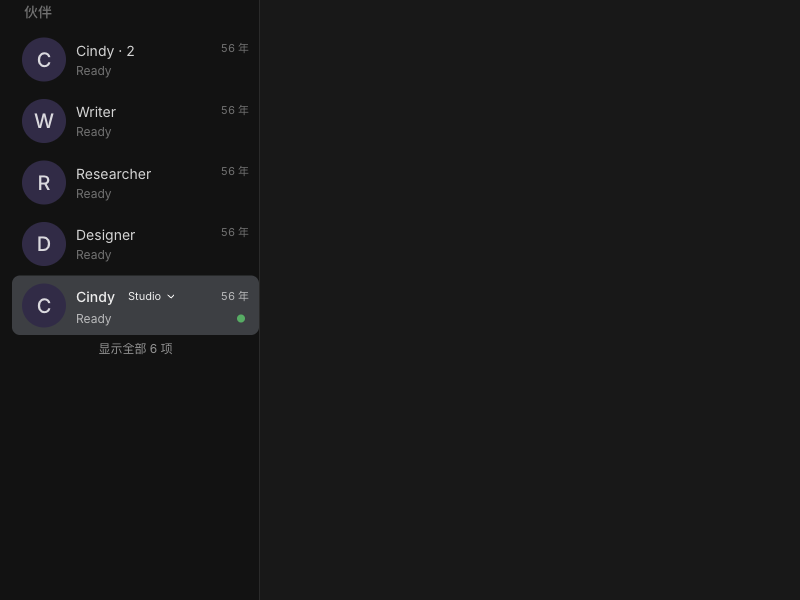 伙伴
C
Cindy · 2
56 年
Ready
W
Writer
56 年
Ready
R
Researcher
56 年
Ready
D
Designer
56 年
Ready
C
Cindy Studio
56 年
Ready
显示全部 6 项